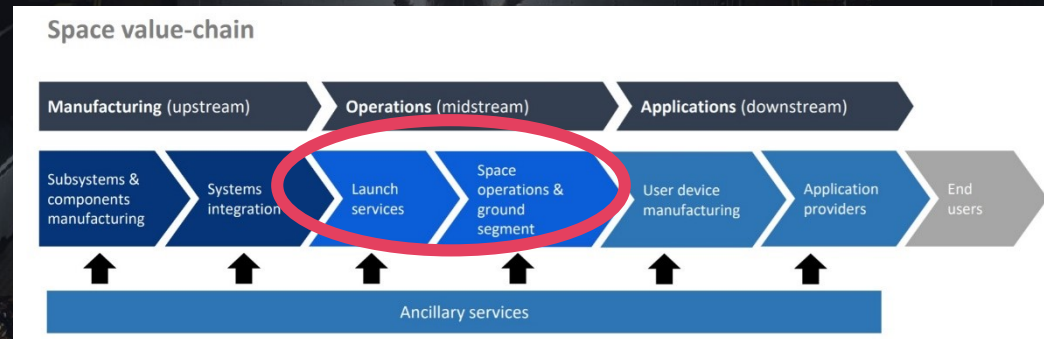 Space value-chain
Manufacturing (upstream)
Operations (midstream)
Applications (downstream)
Subsystems &
components
manufacturing
Systems
integration
Launch
services
Space
operations &
ground
segment
User device
manufacturing
Application
providers
End
users
Ancillary services